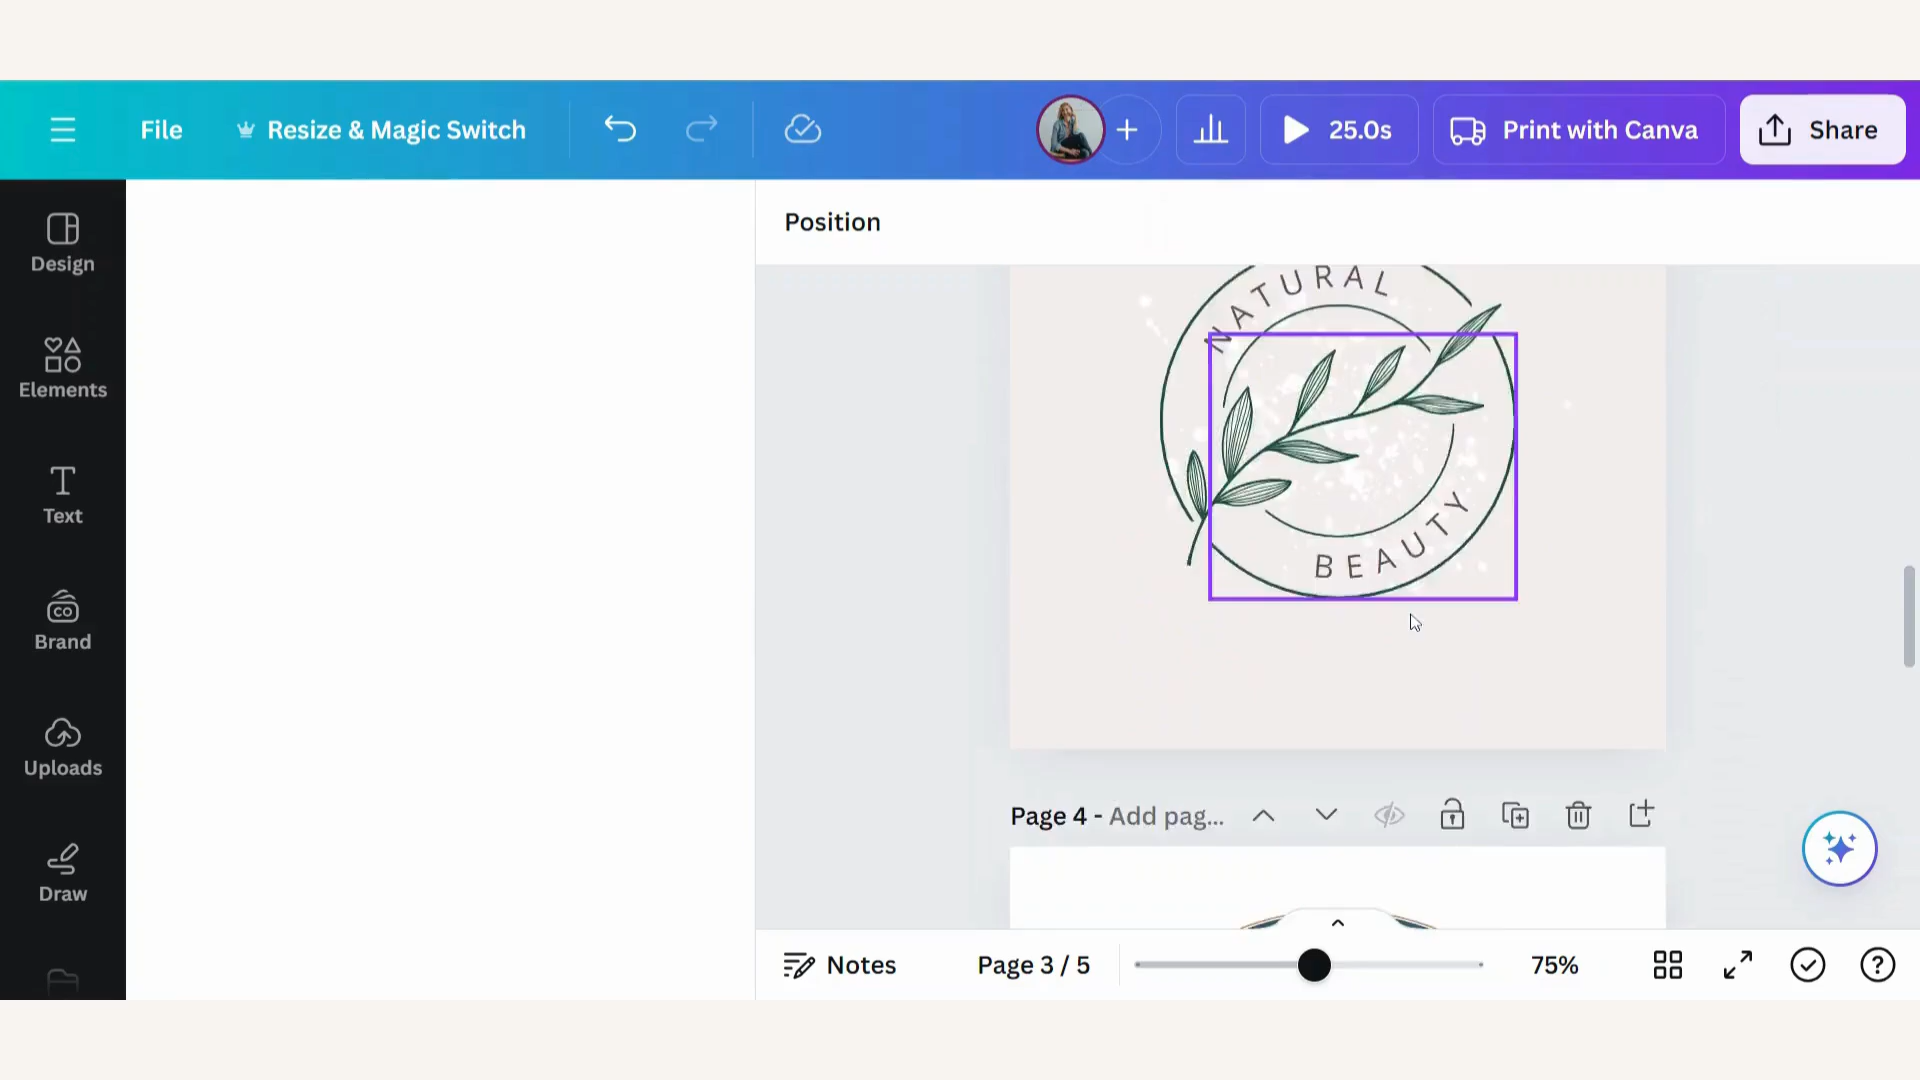 File
Resize & Magic Switch
25.0s
Print with Canva
Share
Design
Elements
Text
CO
Brand
Uploads
Draw
Position
NATURAL
BEAUTY
Page 4 - Add pag...
Notes
Page 3 / 5
75%